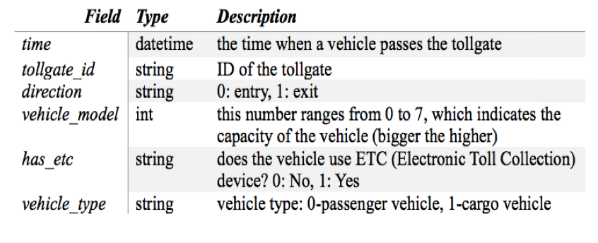 Field Type Description
time datetime the time when a vehicle passes the tollgate
tollgate_id string ID of the tollgate
direction string 0: entry, 1: exit
vehicle_model int this number ranges from 0 to 7, which indicates the
capacity of the vehicle (bigger the higher)
has_etc string does the vehicle use ETC (Electronic Toll Collection)
device? 0: No, 1: Yes
vehicle_type string vehicle type: 0-passenger vehicle, 1-cargo vehicle